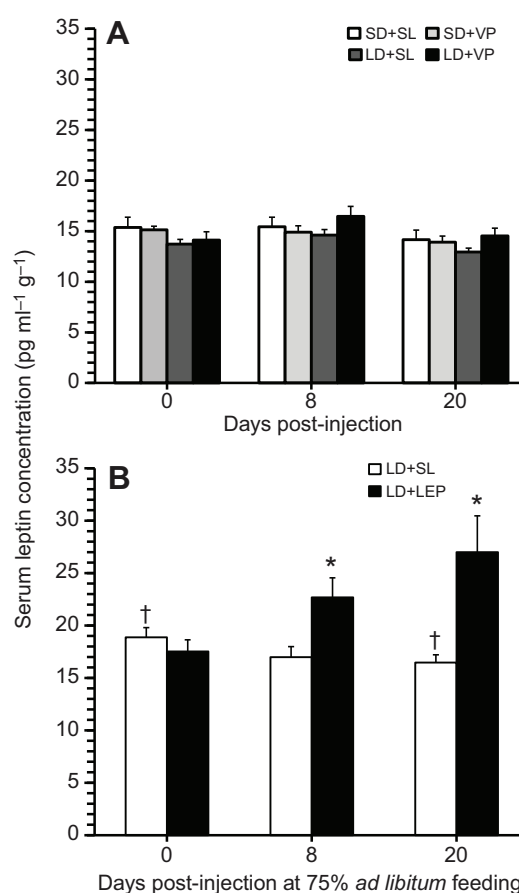 A
SD+SL SD+VP
LD+SL LD+VP
35
30
25
20
15
10
5
0
0 8 20
Days post-injection
Serum leptin concentration (pg ml⁻¹ g⁻¹)
B
LD+SL
LD+LEP
35
30
25
20
15
10
5
0
† * * †
0 8 20
Days post-injection at 75% ad libitum feeding